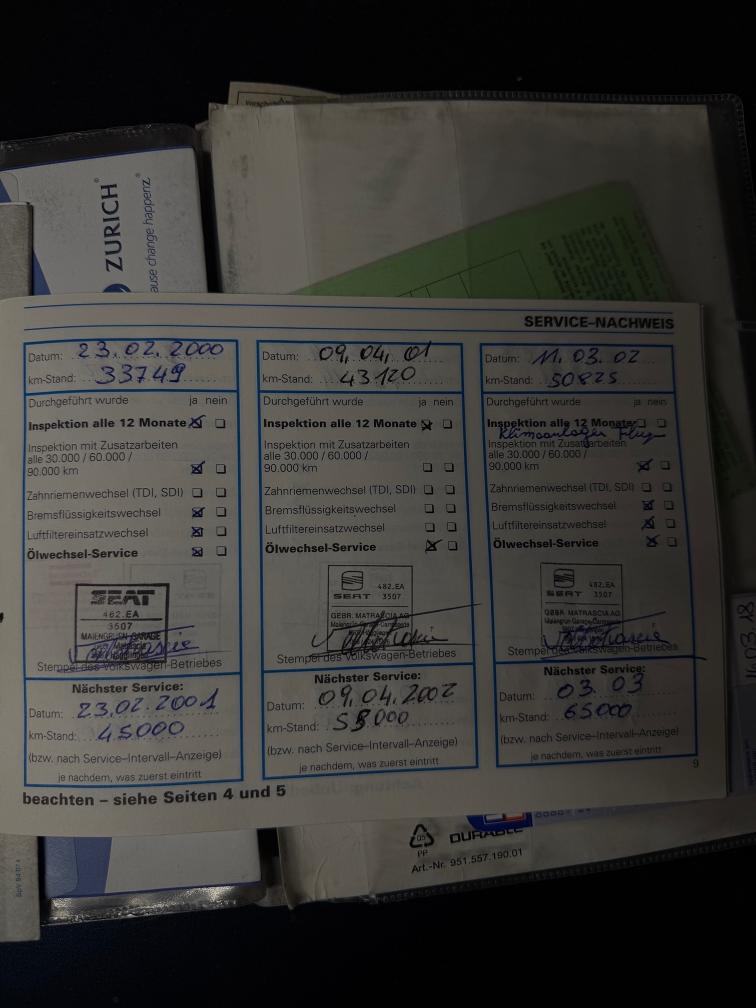 ZURICH®
ause change happenz
SERVICE–NACHWEIS
Datum: 23.02.2000
km-Stand: 33749
Durchgeführt wurde ja nein
Inspektion alle 12 Monate
Inspektion mit Zusatzarbeiten
alle 30.000 / 60.000 /
90.000 km
Zahnriemenwechsel (TDI, SDI)
Bremsflüssigkeitswechsel
Luftfiltereinsatzwechsel
Ölwechsel-Service
SEAT
462.EA
3507
MAIENGRUEN-GARAGE
Stempel des Volkswagen-Betriebes
Nächster Service:
Datum: 23.02.2001
km-Stand: 45000
(bzw. nach Service–Intervall–Anzeige)
je nachdem, was zuerst eintritt
Datum: 09.04.01
km-Stand: 43120
Durchgeführt wurde ja nein
Inspektion alle 12 Monate
Inspektion mit Zusatzarbeiten
alle 30.000 / 60.000 /
90.000 km
Zahnriemenwechsel (TDI, SDI)
Bremsflüssigkeitswechsel
Luftfiltereinsatzwechsel
Ölwechsel-Service
SEAT
462.EA
3507
GEBR. MATRASCIA AG
Stempel des Volkswagen-Betriebes
Nächster Service:
Datum: 09.04.2002
km-Stand:
(bzw. nach Service–Intervall–Anzeige)
je nachdem, was zuerst eintritt
Datum: 11.03.02
km-Stand: 50825
Durchgeführt wurde ja nein
Inspektion alle 12 Monate
Inspektion mit Zusatzarbeiten
alle 30.000 / 60.000 /
90.000 km
Zahnriemenwechsel (TDI, SDI)
Bremsflüssigkeitswechsel
Luftfiltereinsatzwechsel
Ölwechsel-Service
SEAT
462.EA
3507
GEBR. MATRASCIA AG
Stempel des Volkswagen-Betriebes
Nächster Service:
Datum: 03.03
km-Stand: 65000
(bzw. nach Service–Intervall–Anzeige)
je nachdem, was zuerst eintritt
9
beachten – siehe Seiten 4 und 5
05
PP
DURABLE
Art.-Nr. 951.557.190.01